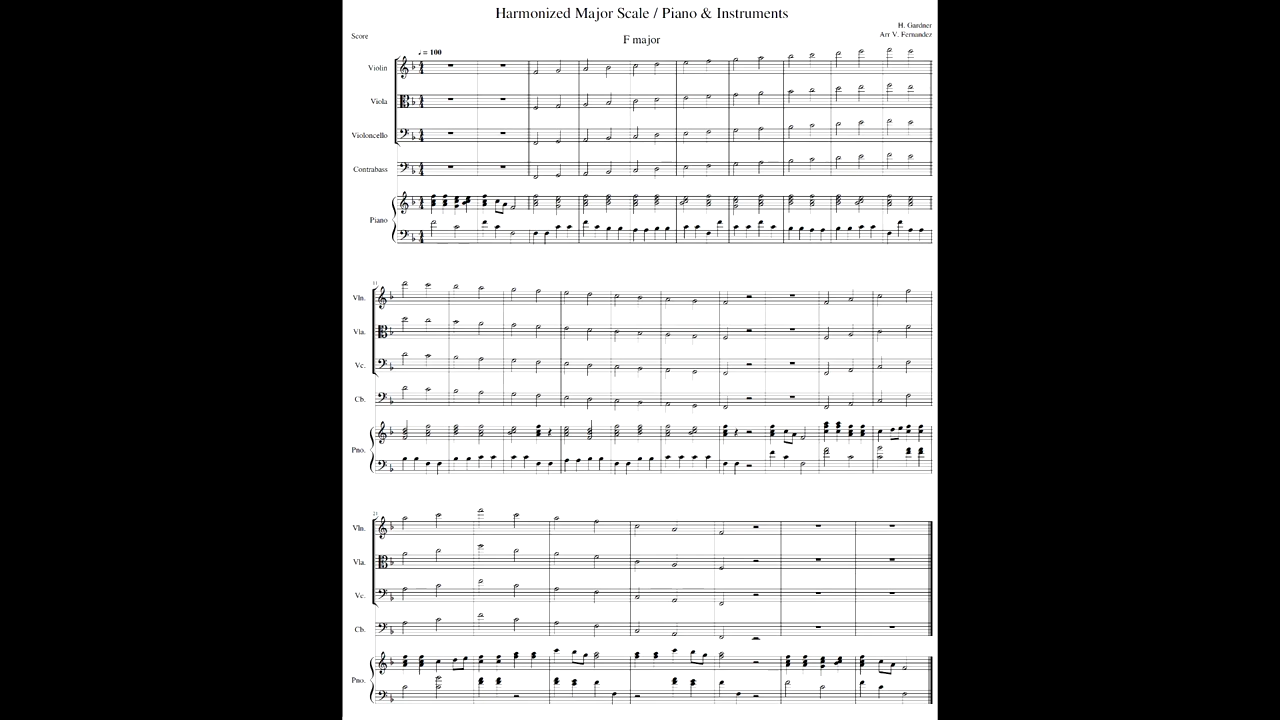 Harmonized Major Scale / Piano & Instruments
H. Gardner
Score
Arr V. Fernandez
F major
♩ = 100
Violin
Viola
Violoncello
Contrabass
Piano
11
Vln.
Vla.
Vc.
Cb.
Pno.
21
Vln.
Vla.
Vc.
Cb.
Pno.